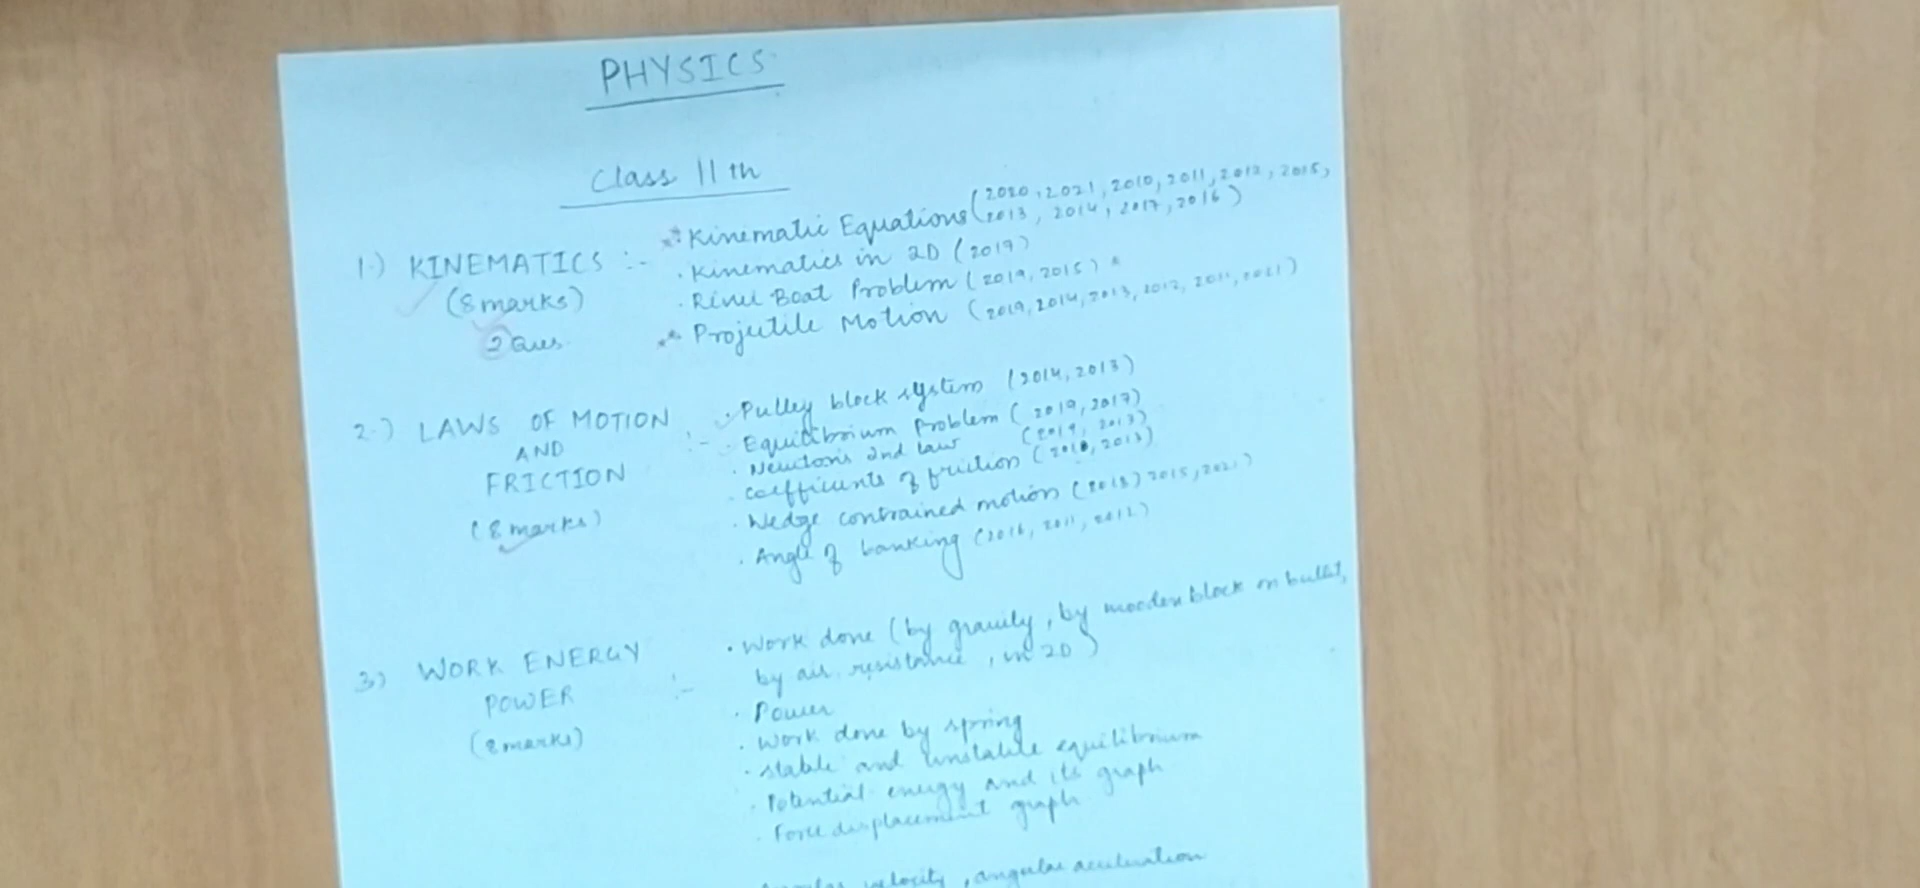 PHYSICS
Class 11 th
1.) KINEMATICS :- Kinematic Equations (2020, 2021, 2010, 2011, 2012, 2015,
2013, 2014, 2017, 2016)
(8 marks)
2 Ques.
. Kinematics in 2D (2019)
. River Boat Problem (2019, 2015)
Projectile Motion (2019, 2014, 2013, 2012, 2011, 2021)
2.) LAWS OF MOTION
AND
FRICTION :-
(8 marks)
. Pulley block system (2014, 2013)
. Equilibrium Problem (2019, 2017)
. Newton's 2nd law (2019, 2013)
. coefficients of friction (2018, 2013)
. Wedge contrained motion (2018) 2015, 2021)
. Angle of banking (2016, 2011, 2012)
3) WORK ENERGY
POWER :-
(8 marks)
. Work done (by gravity, by wooden block on bullet,
by air resistance, in 2D)
. Power
. Work done by spring
. stable and unstable equilibrium
. Potential energy and its graph
. Force displacement graph
velocity, angular acceleration